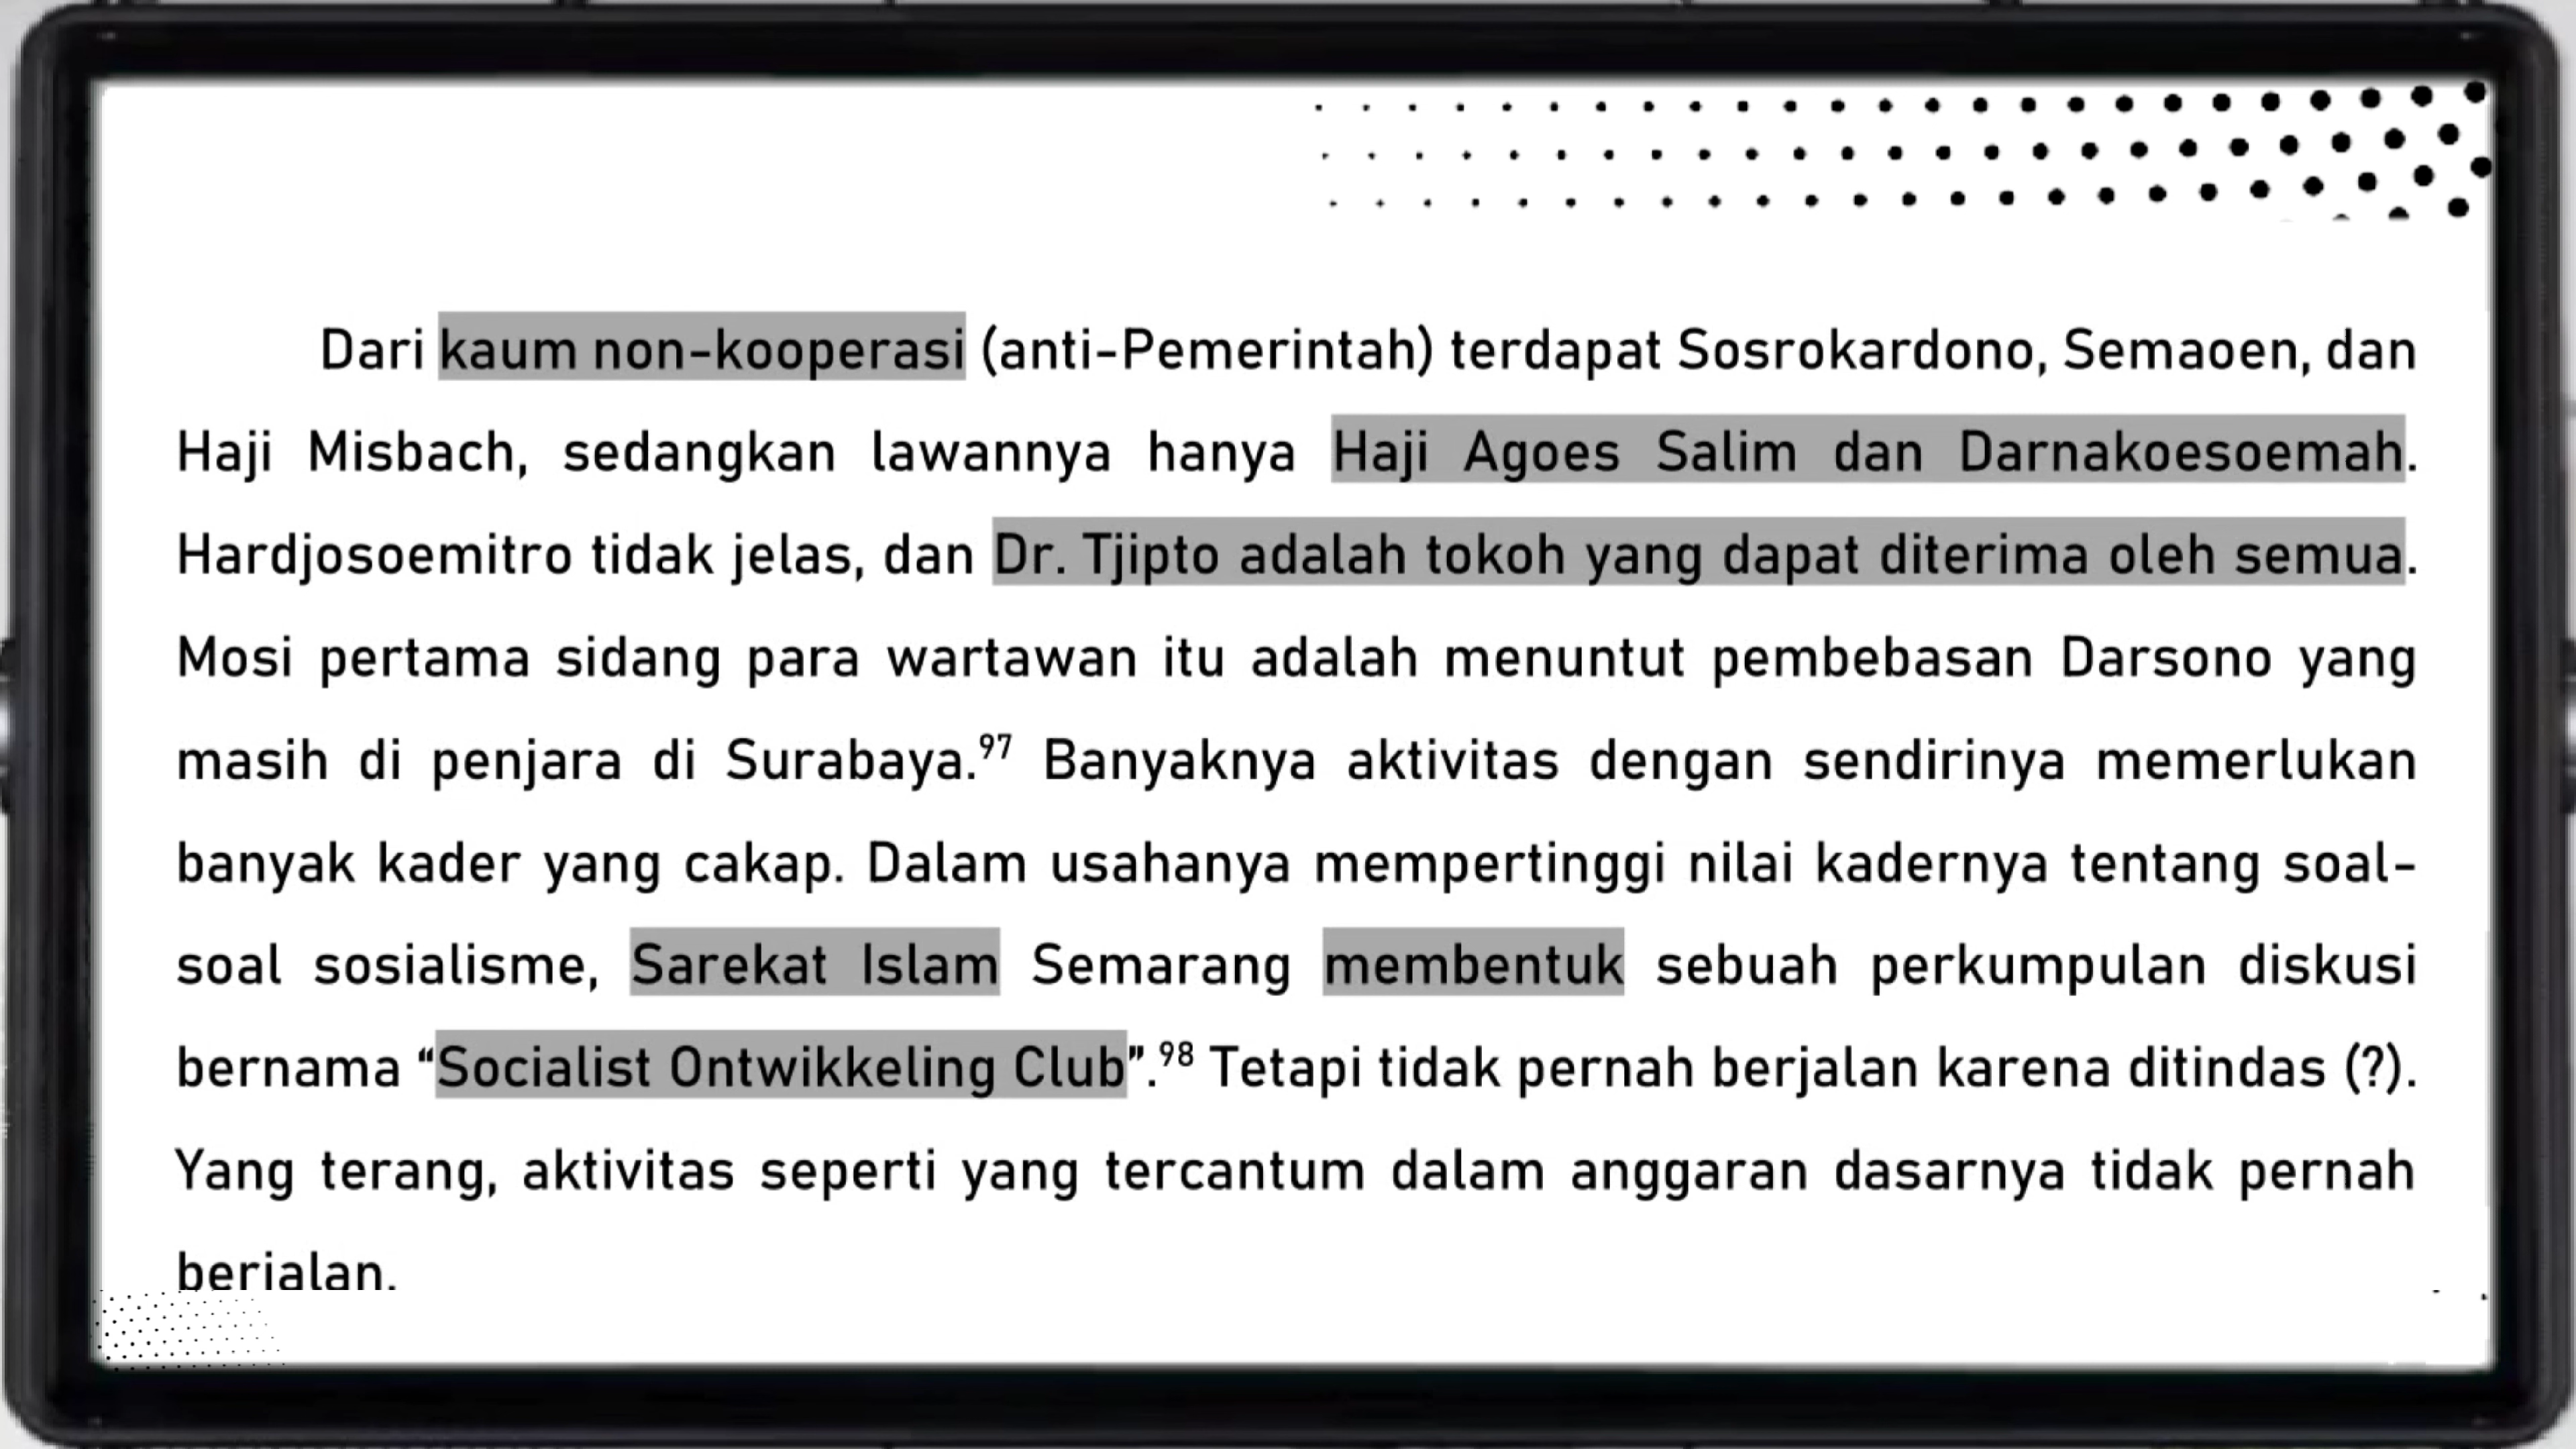 Dari kaum non-kooperasi (anti-Pemerintah) terdapat Sosrokardono, Semaoen, dan
Haji Misbach, sedangkan lawannya hanya Haji Agoes Salim dan Darnakoesoemah.
Hardjosoemitro tidak jelas, dan Dr. Tjipto adalah tokoh yang dapat diterima oleh semua.
Mosi pertama sidang para wartawan itu adalah menuntut pembebasan Darsono yang
masih di penjara di Surabaya.97 Banyaknya aktivitas dengan sendirinya memerlukan
banyak kader yang cakap. Dalam usahanya mempertinggi nilai kadernya tentang soal-
soal sosialisme, Sarekat Islam Semarang membentuk sebuah perkumpulan diskusi
bernama “Socialist Ontwikkeling Club”.98 Tetapi tidak pernah berjalan karena ditindas (?).
Yang terang, aktivitas seperti yang tercantum dalam anggaran dasarnya tidak pernah
berjalan.